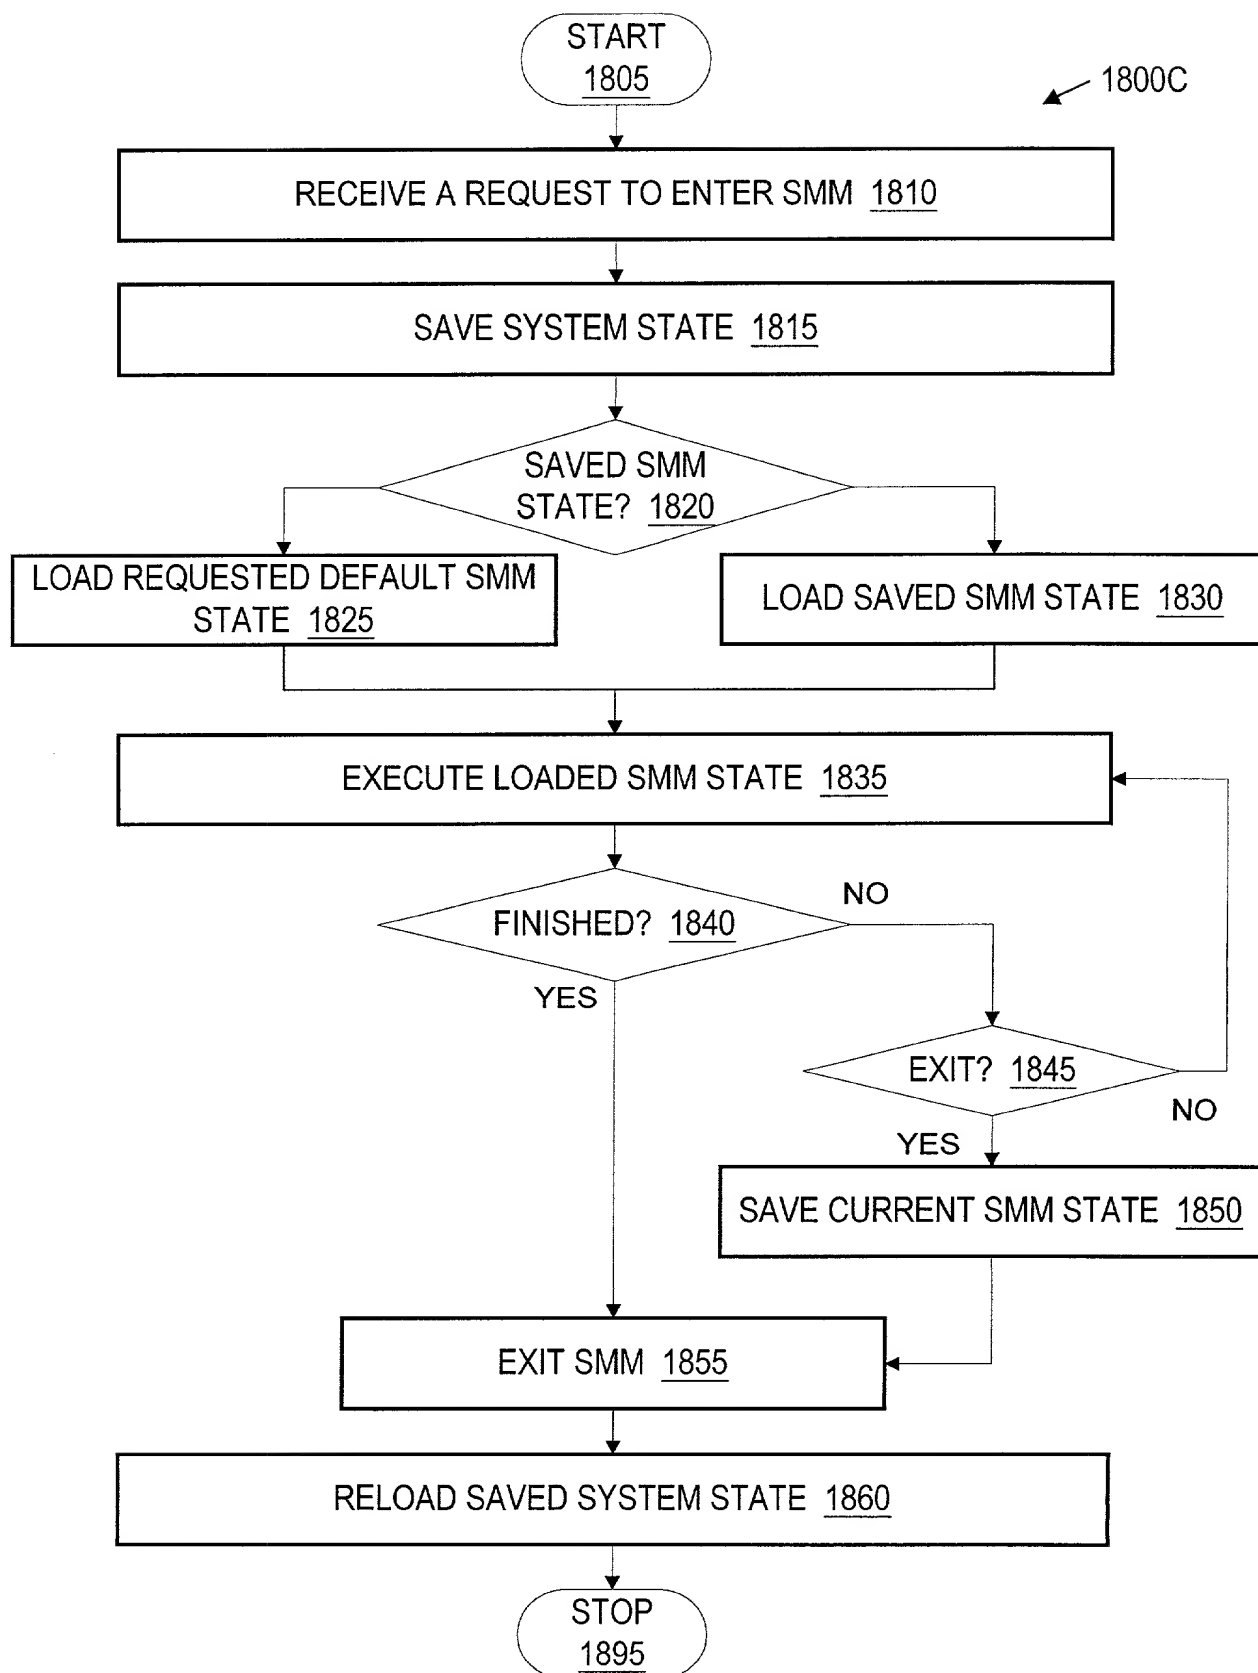 START
1805
1800C
RECEIVE A REQUEST TO ENTER SMM 1810
SAVE SYSTEM STATE 1815
SAVED SMM
STATE? 1820
LOAD REQUESTED DEFAULT SMM
STATE 1825
LOAD SAVED SMM STATE 1830
EXECUTE LOADED SMM STATE 1835
FINISHED? 1840
NO
YES
EXIT? 1845
NO
YES
SAVE CURRENT SMM STATE 1850
EXIT SMM 1855
RELOAD SAVED SYSTEM STATE 1860
STOP
1895